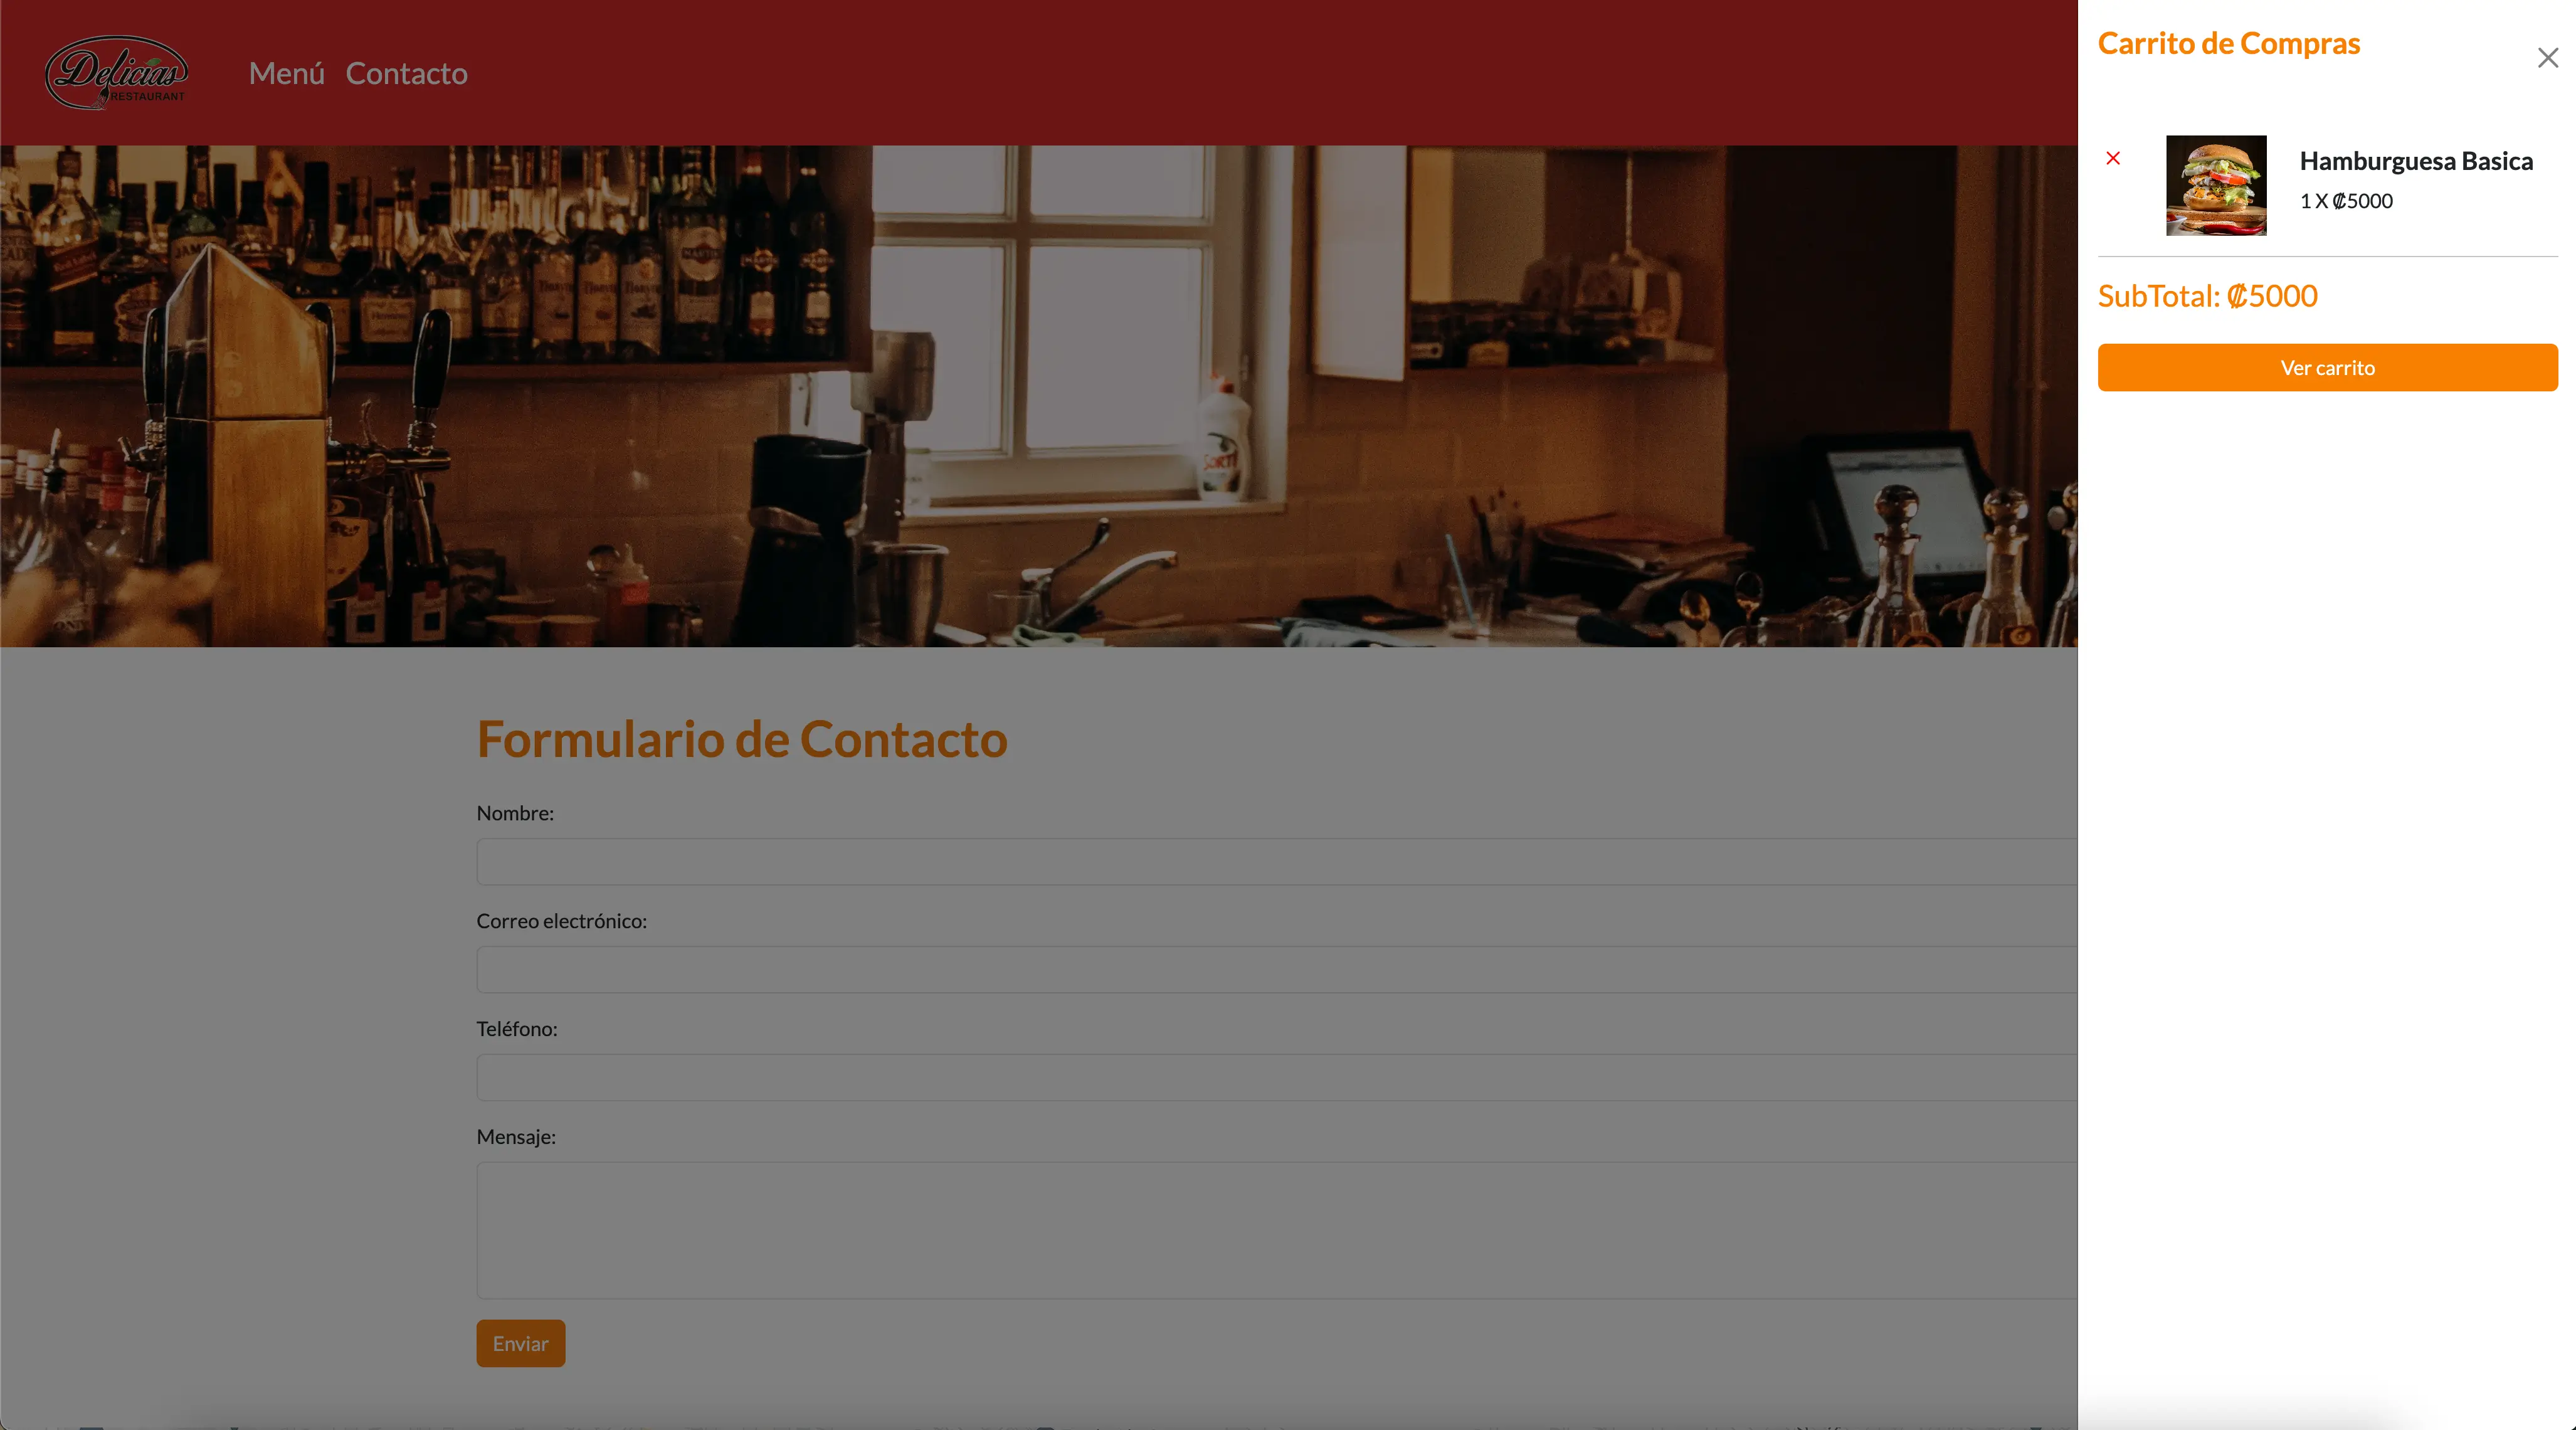 Delicias
RESTAURANT
Menú Contacto
Carrito de Compras
Hamburguesa Basica
1 X ₡5000
SubTotal: ₡5000
Ver carrito
SORTI
Formulario de Contacto
Nombre:
Correo electrónico:
Teléfono:
Mensaje:
Enviar